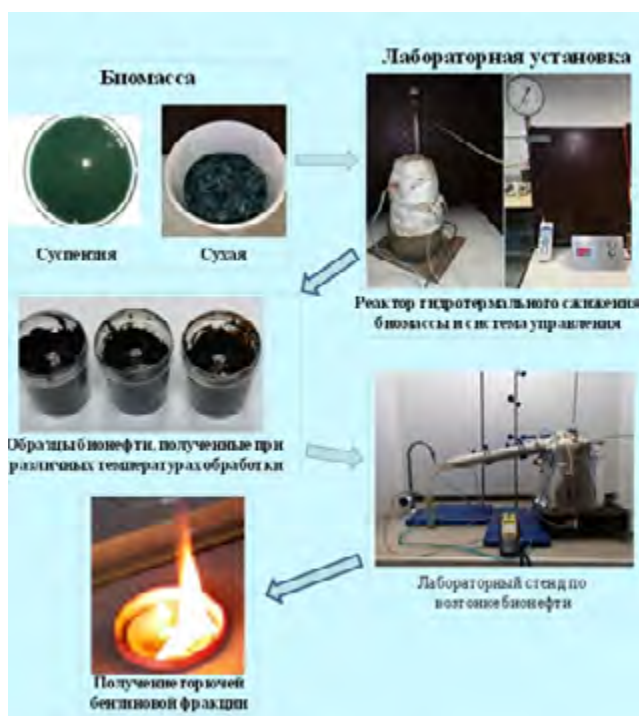 Биомасса
Лабораторная установка
Суспензия
Сухая
Реактор гидротермального сжижения
биомассы и система управления
Образцы бионефти, полученные при
различных температурах обработки
Лабораторный стенд по
возгонке бионефти
Получение горючей
бензиновой фракции